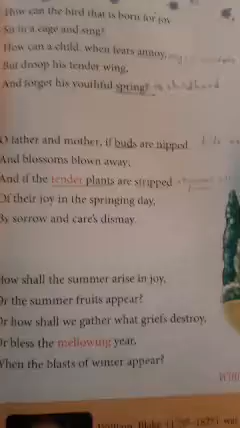 How can the bird that is born for joy
Sit in a cage and sing?
How can a child, when fears annoy,
But droop his tender wing,
And forget his youthful spring? childhood
O father and mother, if buds are nipped
And blossoms blown away;
And if the tender plants are stripped
Of their joy in the springing day,
By sorrow and care's dismay.
How shall the summer arise in joy,
Or the summer fruits appear?
Or how shall we gather what griefs destroy,
Or bless the mellowing year,
When the blasts of winter appear?
William Blake was